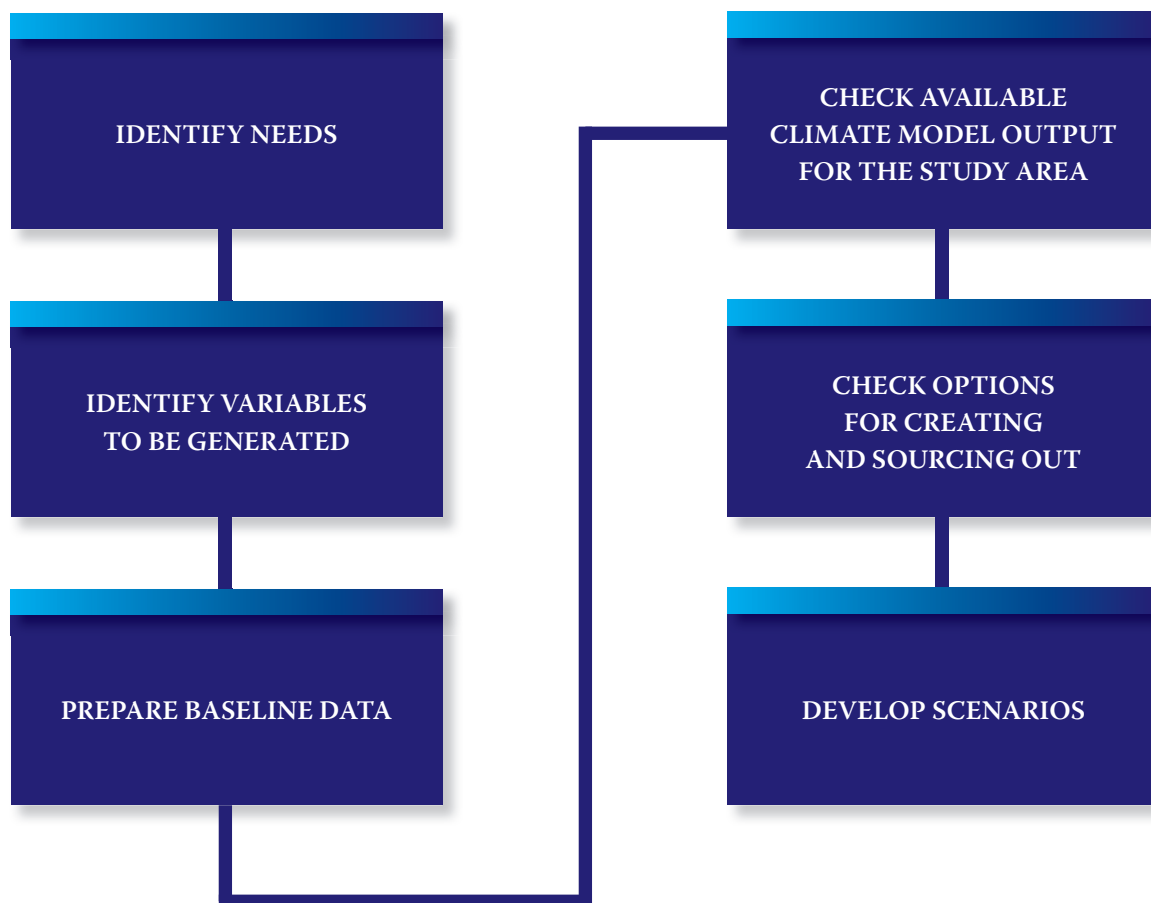 IDENTIFY NEEDS
IDENTIFY VARIABLES
TO BE GENERATED
PREPARE BASELINE DATA
CHECK AVAILABLE
CLIMATE MODEL OUTPUT
FOR THE STUDY AREA
CHECK OPTIONS
FOR CREATING
AND SOURCING OUT
DEVELOP SCENARIOS